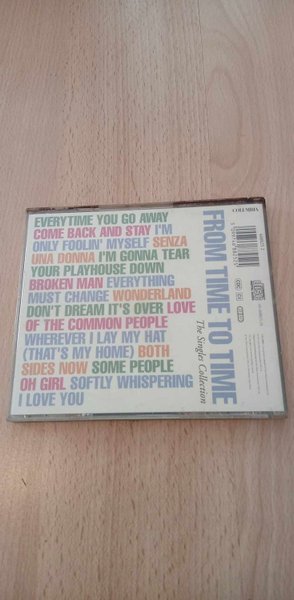 EVERYTIME YOU GO AWAY
COME BACK AND STAY I'M
ONLY FOOLIN' MYSELF SENZA
UNA DONNA I'M GONNA TEAR
YOUR PLAYHOUSE DOWN
BROKEN MAN EVERYTHING
MUST CHANGE WONDERLAND
DON'T DREAM IT'S OVER LOVE
OF THE COMMON PEOPLE
WHEREVER I LAY MY HAT
(THAT'S MY HOME) BOTH
SIDES NOW SOME PEOPLE
OH GIRL SOFTLY WHISPERING
I LOVE YOU
FROM TIME TO TIME
The Singles Collection
COLUMBIA